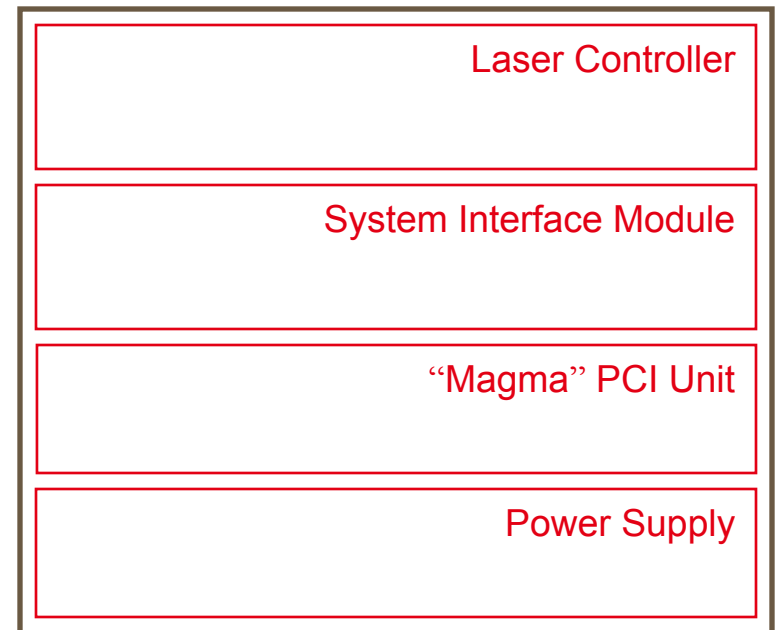 Laser Controller
System Interface Module
“Magma” PCI Unit
Power Supply